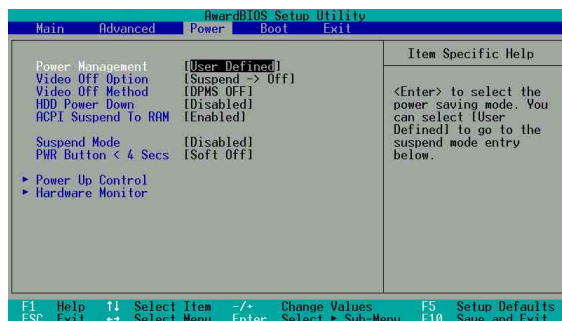 AwardBIOS Setup Utility
Main Advanced Power Boot Exit
Power Management [User Defined]
Video Off Option [Suspend -> Off]
Video Off Method [DPMS OFF]
HDD Power Down [Disabled]
ACPI Suspend To RAM [Enabled]
Suspend Mode [Disabled]
PWR Button < 4 Secs [Soft Off]
► Power Up Control
► Hardware Monitor
Item Specific Help
<Enter> to select the
power saving mode. You
can select [User
Defined] to go to the
suspend mode entry
below.
F1 Help ↑↓ Select Item -/+ Change Values F5 Setup Defaults
ESC Exit ←→ Select Menu Enter Select ► Sub-Menu F10 Save and Exit